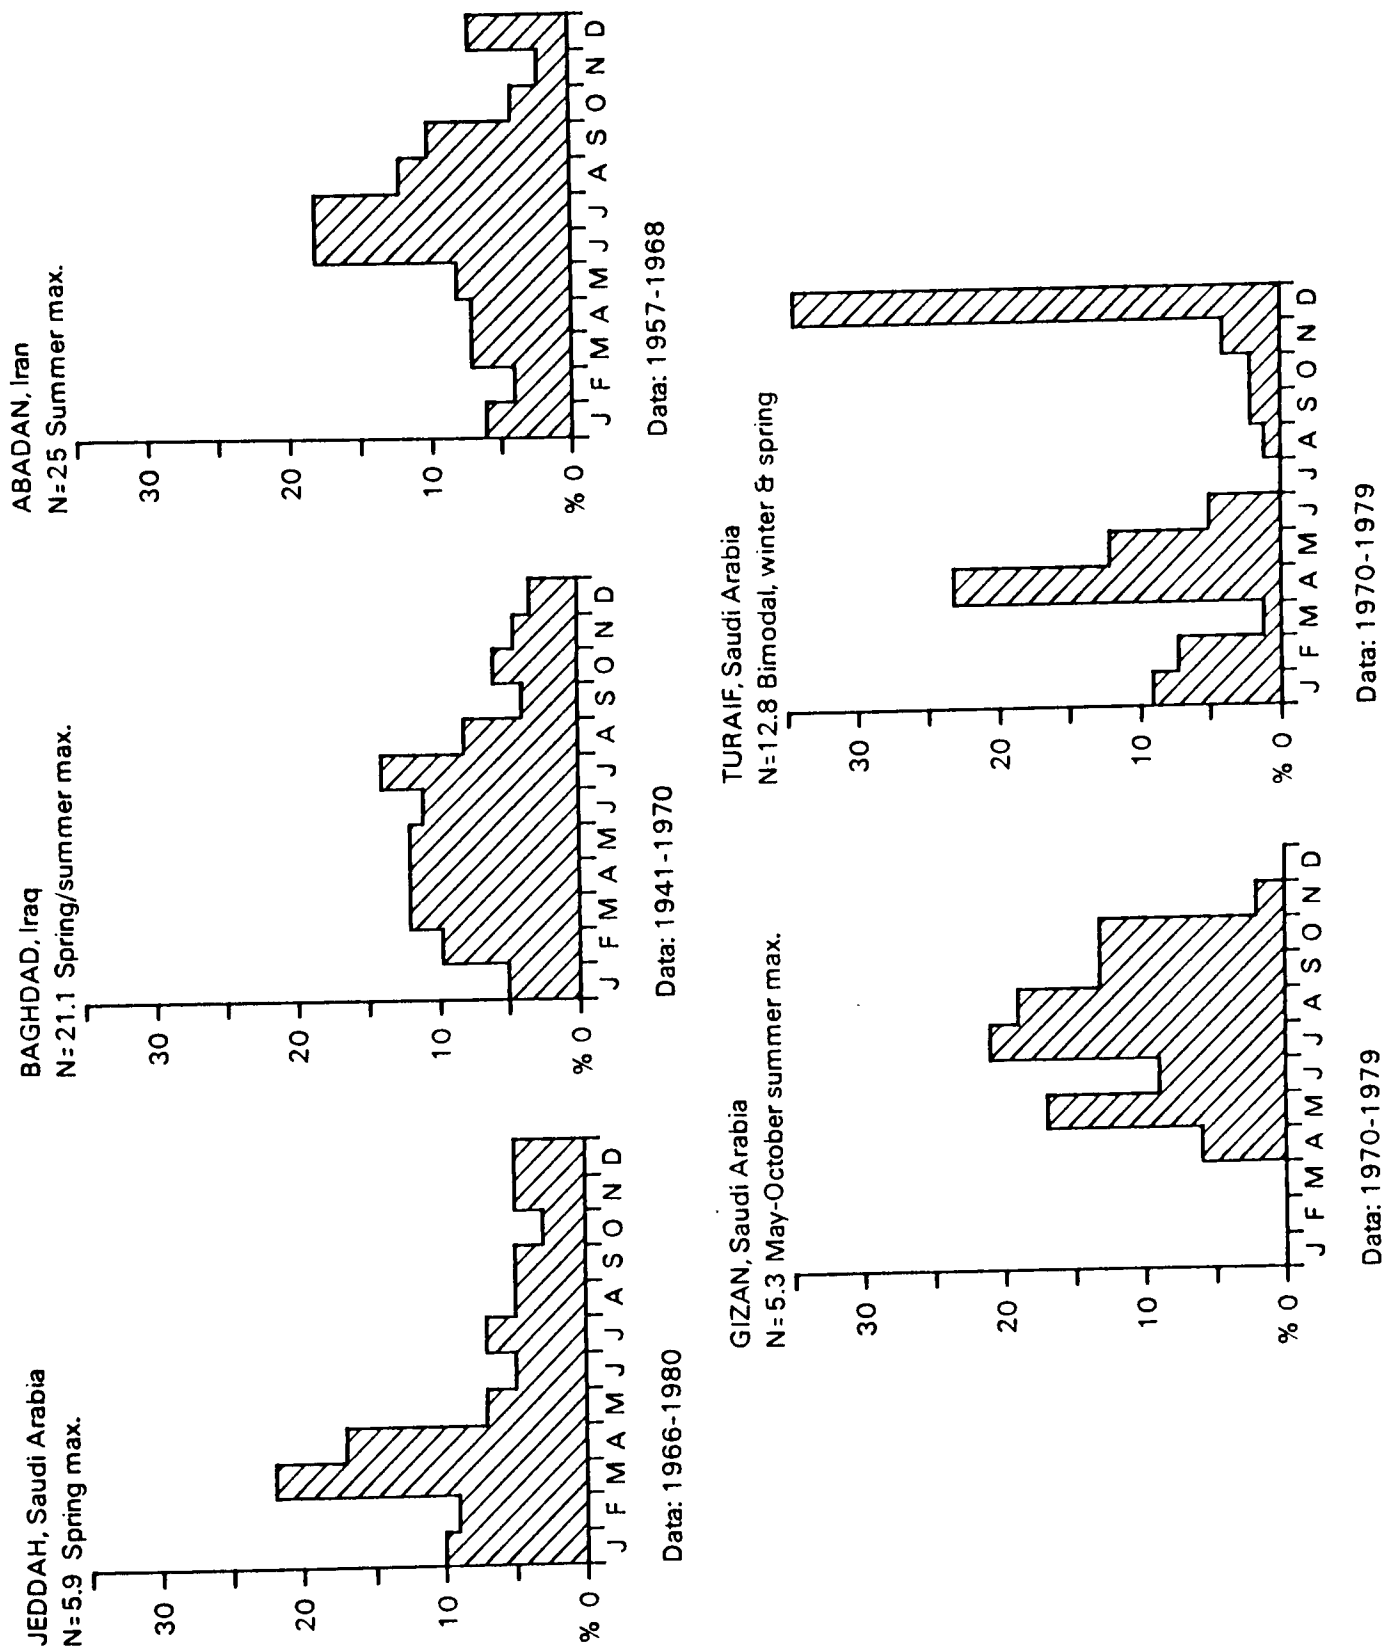 JEDDAH, Saudi Arabia
N=5.9 Spring max.
30
20
10
% 0
J F M A M J J A S O N D
Data: 1966-1980
BAGHDAD, Iraq
N=21.1 Spring/summer max.
30
20
10
% 0
J F M A M J J A S O N D
Data: 1941-1970
ABADAN, Iran
N=25 Summer max.
30
20
10
% 0
J F M A M J J A S O N D
Data: 1957-1968
GIZAN, Saudi Arabia
N=5.3 May-October summer max.
30
20
10
% 0
J F M A M J J A S O N D
Data: 1970-1979
TURAIF, Saudi Arabia
N=12.8 Bimodal, winter & spring
30
20
10
% 0
J F M A M J J A S O N D
Data: 1970-1979